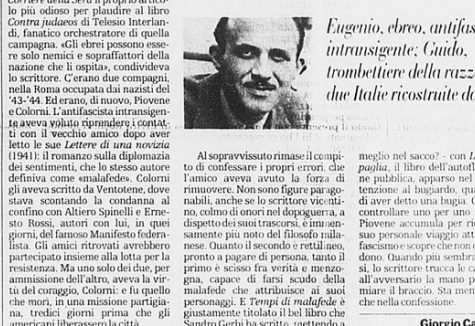 Corriere della Sera il proprio artico-
lo più odioso per plaudire al libro
Contra judaeos di Telesio Interlan-
di, fanatico orchestratore di quella
campagna. «Gli ebrei possono esse-
re solo nemici e sopraffattori della
nazione che li ospita», condivideva
lo scrittore. C'erano due compagni,
nella Roma occupata dai nazisti del
'43-'44. Ed erano, di nuovo, Piovene
e Colorni. L'antifascista intransigen-
te aveva voluto riprendere i contat-
ti con il vecchio amico dopo aver
letto le sue Lettere di una novizia
(1941): il romanzo sulla diplomazia
dei sentimenti, che lo stesso autore
definiva come «malafede». Colorni
gli aveva scritto da Ventotene, dove
stava scontando la condanna al
confino con Altiero Spinelli e Erne-
sto Rossi, autori con lui, in quei
giorni, del famoso Manifesto federa-
lista. Gli amici ritrovati avrebbero
partecipato insieme alla lotta per la
resistenza. Ma uno solo dei due, per
ammissione dell'altro, aveva la vir-
tù del coraggio, Colorni: e fu quello
che morì, in una missione partigia-
na, tredici giorni prima che gli
americani liberassero la città.
Eugenio, ebreo, antifas
intransigente; Guido,
trombettiere della razz
due Italie ricostruite da
Al sopravvissuto rimase il compi-
to di confessare i propri errori, che
l'amico aveva avuto la forza di
rimuovere. Non sono figure parago-
nabili, anche se lo scrittore vicenti-
no, colmo di onori nel dopoguerra, a
dispetto dei suoi trascorsi, è immen-
samente più noto del filosofo mila-
nese. Quanto il secondo è rettilineo,
pronto a pagare di persona, tanto il
primo è scisso fra verità e menzo-
gna, capace di farsi scudo della
malafede che attribuisce ai suoi
personaggi. E Tempi di malafede è
giustamente titolato il bel libro che
Sandro Gerbi ha scritto, mettendo a
meglio nel sacco? - con L
paglia, il libro dell'autof
ne pubblica, apparso nel
tenzione al bugiardo, qu
di aver detto una bugia. C
controllare uno per uno
Piovene accumula per ri
suo personale viaggio att
fascismo e scopre che non
dendo. Quando più sembra
si, lo scrittore trucca le ca
all'avversario la mano p
miare il braccio. Sta men
che nella confessione.
Giorgio Ca